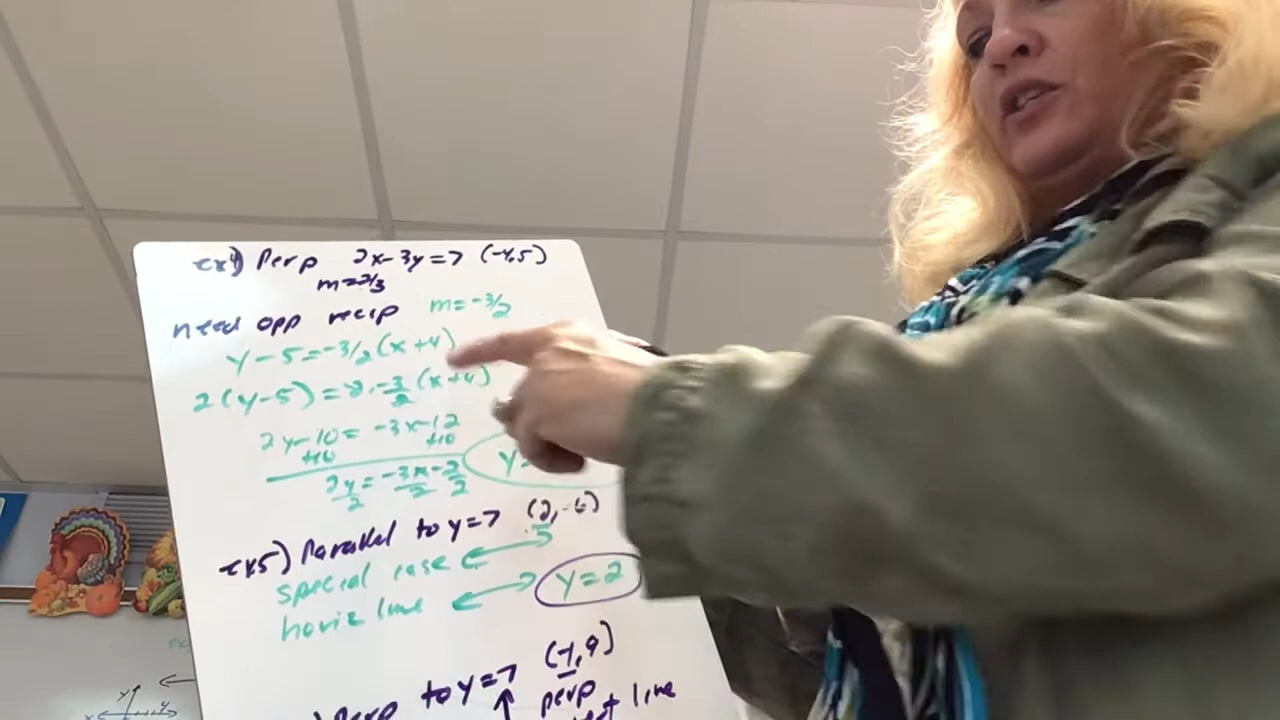 ex4) Perp 2x-3y=7 (-4,5)
m=2/3
need opp recip m=-3/2
y-5=-3/2(x+4)
2(y-5)=2·-3/2(x+4)
2y-10=-3x-12
+10 +10
2y/2=-3x/2-2/2
y=
ex5) Parallel to y=7 (2,-6)
special case
horiz line y=2
Perp to y=7 (-1,9)
perp
line